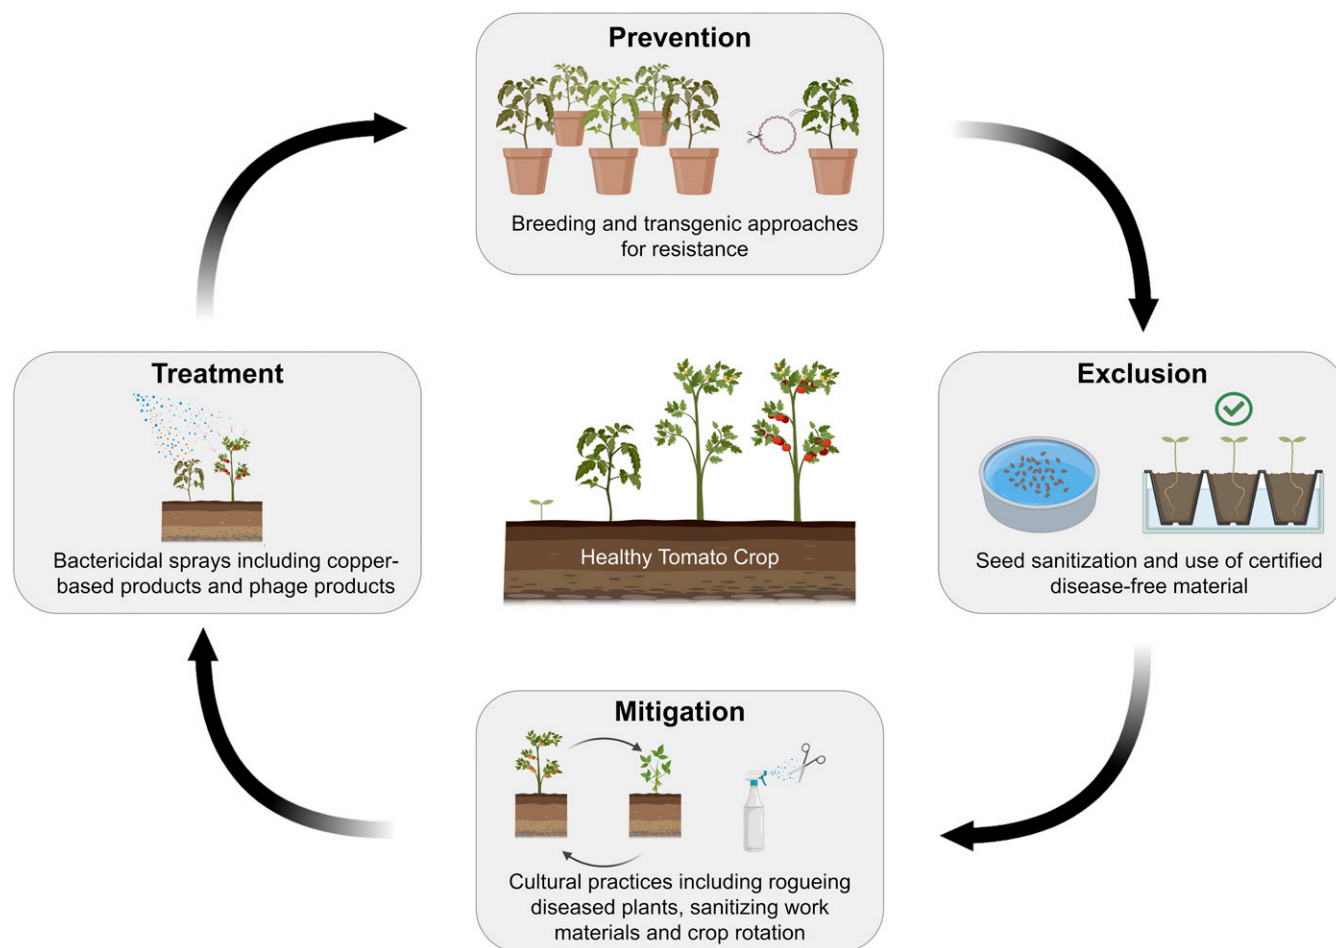 Prevention
Breeding and transgenic approaches
for resistance
Treatment
Bactericidal sprays including copper-
based products and phage products
Healthy Tomato Crop
Exclusion
Seed sanitization and use of certified
disease-free material
Mitigation
Cultural practices including rogueing
diseased plants, sanitizing work
materials and crop rotation